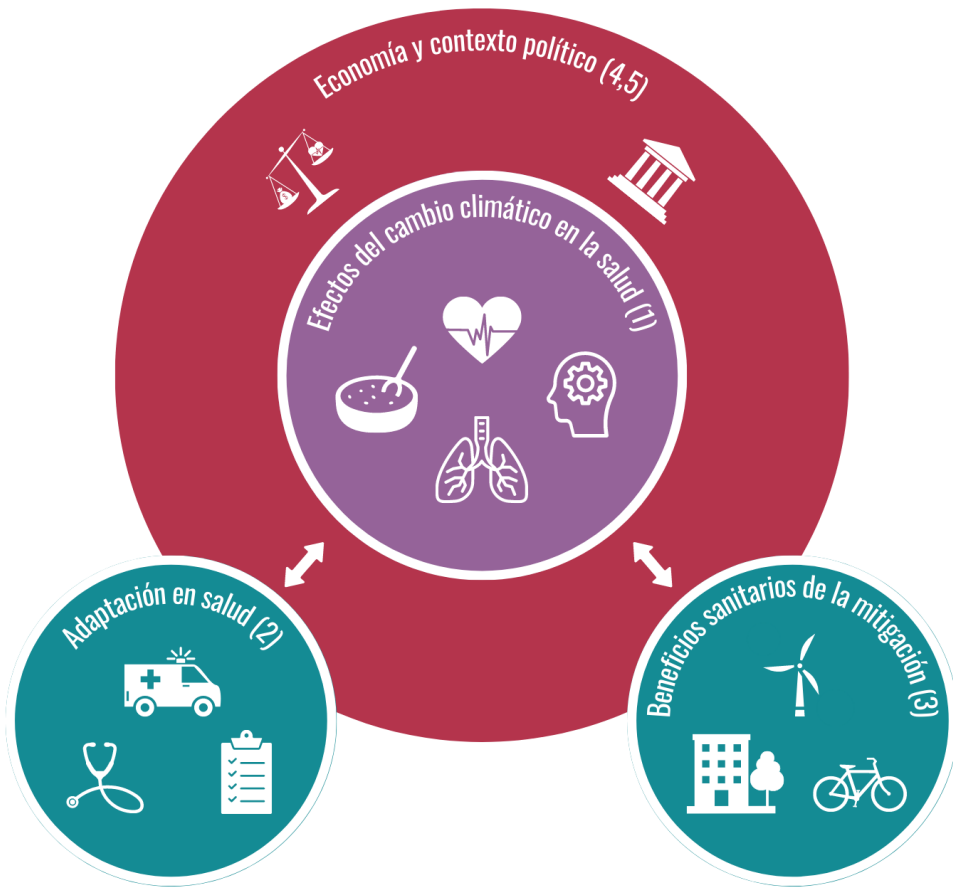 Economía y contexto político (4,5)
Efectos del cambio climático en la salud (1)
Adaptación en salud (2)
Beneficios sanitarios de la mitigación (3)
$